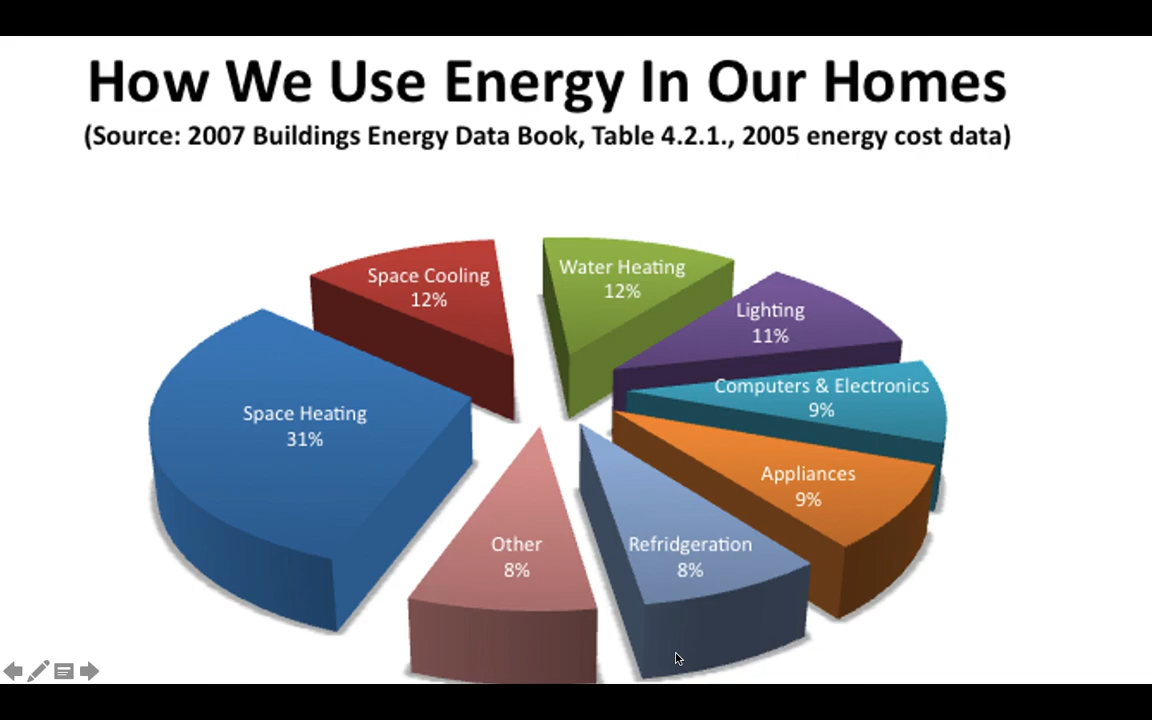 How We Use Energy In Our Homes
(Source: 2007 Buildings Energy Data Book, Table 4.2.1., 2005 energy cost data)
Space Cooling
12%
Water Heating
12%
Lighting
11%
Computers & Electronics
9%
Space Heating
31%
Appliances
9%
Other
8%
Refridgeration
8%